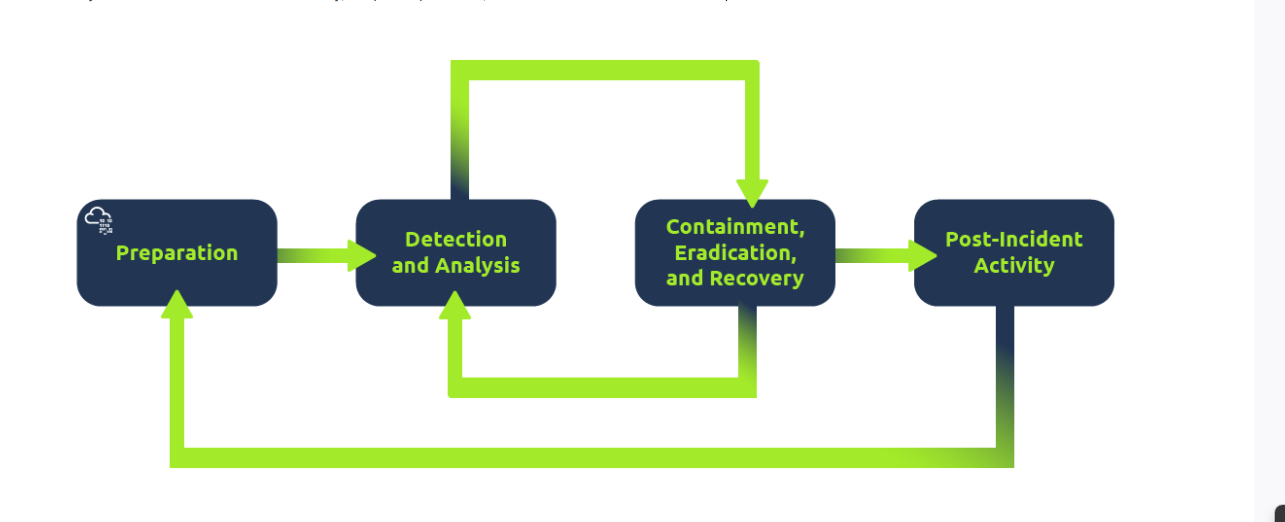 Preparation
Detection
and Analysis
Containment,
Eradication,
and Recovery
Post-Incident
Activity